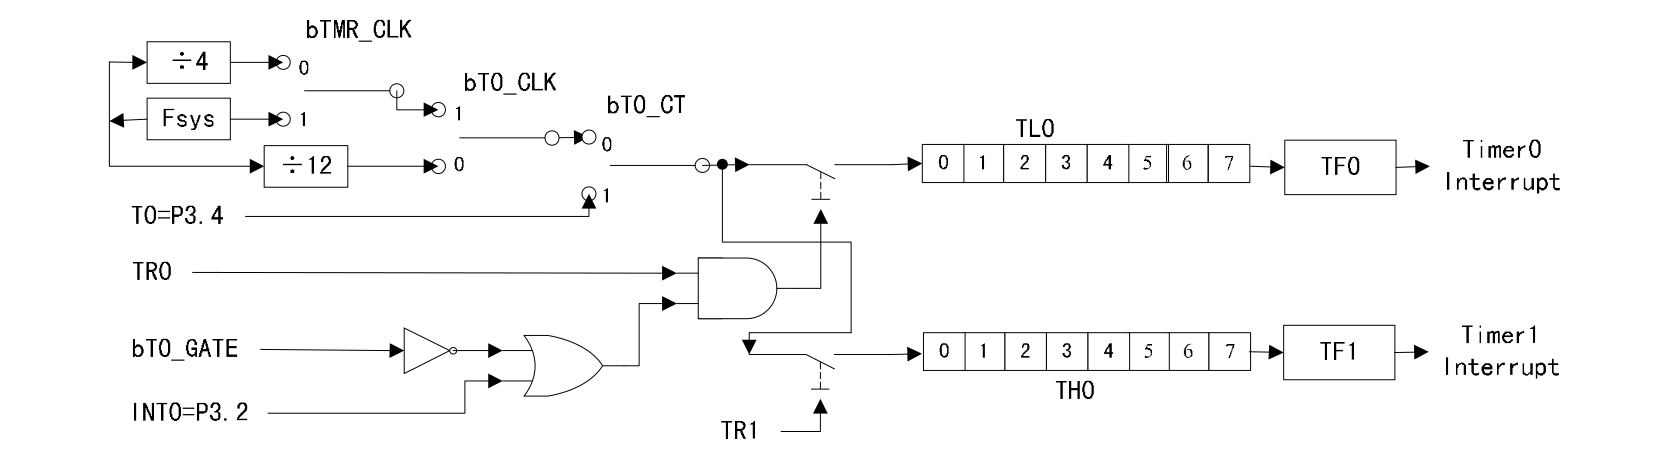 bTMR_CLK
÷4
0
bT0_CLK
1
bT0_CT
Fsys
1
0
TL0
÷12
0
0 1 2 3 4 5 6 7
TF0
Timer0
Interrupt
1
T0=P3.4
TR0
bT0_GATE
0 1 2 3 4 5 6 7
TF1
Timer1
Interrupt
TH0
INT0=P3.2
TR1